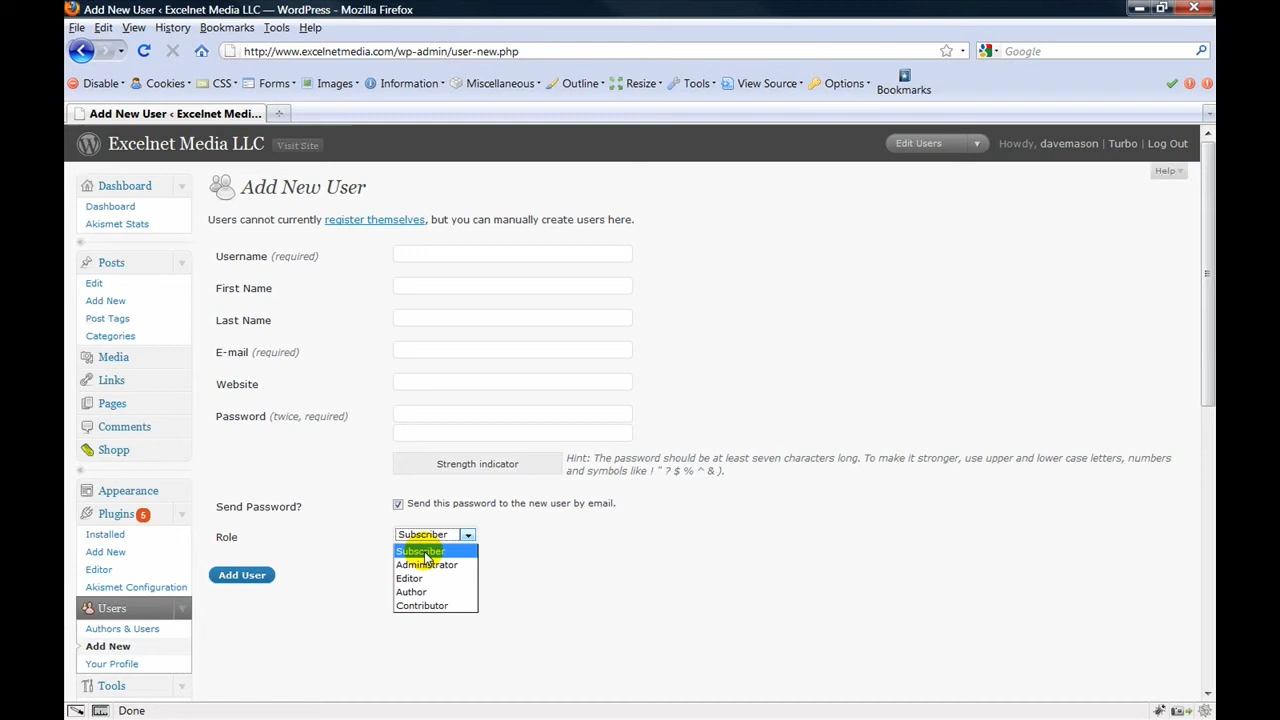 Add New User ‹ Excelnet Media LLC — WordPress - Mozilla Firefox
File Edit View History Bookmarks Tools Help
http://www.excelnetmedia.com/wp-admin/user-new.php
Google
Disable Cookies CSS Forms Images Information Miscellaneous Outline Resize Tools View Source Options Bookmarks
Add New User ‹ Excelnet Medi...
Excelnet Media LLC Visit Site
Edit Users
Howdy, davemason | Turbo | Log Out
Help
Dashboard
Dashboard
Akismet Stats
Posts
Edit
Add New
Post Tags
Categories
Media
Links
Pages
Comments
Shopp
Appearance
Plugins 5
Installed
Add New
Editor
Akismet Configuration
Users
Authors & Users
Add New
Your Profile
Tools
Add New User
Users cannot currently register themselves, but you can manually create users here.
Username (required)
First Name
Last Name
E-mail (required)
Website
Password (twice, required)
Strength indicator
Hint: The password should be at least seven characters long. To make it stronger, use upper and lower case letters, numbers
and symbols like ! " ? $ % ^ & ).
Send Password?
Send this password to the new user by email.
Role
Subscriber
Subscriber
Administrator
Editor
Author
Contributor
Add User
Done